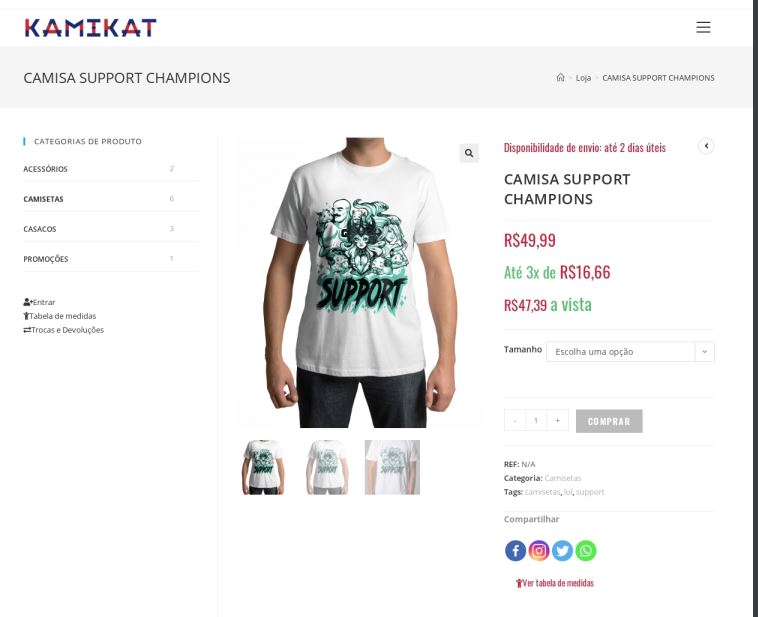 KAMIKAT
CAMISA SUPPORT CHAMPIONS
> Loja > CAMISA SUPPORT CHAMPIONS
CATEGORIAS DE PRODUTO
ACESSÓRIOS 2
CAMISETAS 6
CASACOS 3
PROMOÇÕES 1
Entrar
Tabela de medidas
Trocas e Devoluções
SUPPORT
SUPPORT
SUPPORT
SUPPORT
Disponibilidade de envio: até 2 dias úteis
CAMISA SUPPORT
CHAMPIONS
R$49,99
Até 3x de R$16,66
R$47,39 a vista
Tamanho Escolha uma opção
- 1 + COMPRAR
REF: N/A
Categoria: Camisetas
Tags: camisetas, lol, support
Compartilhar
Ver tabela de medidas